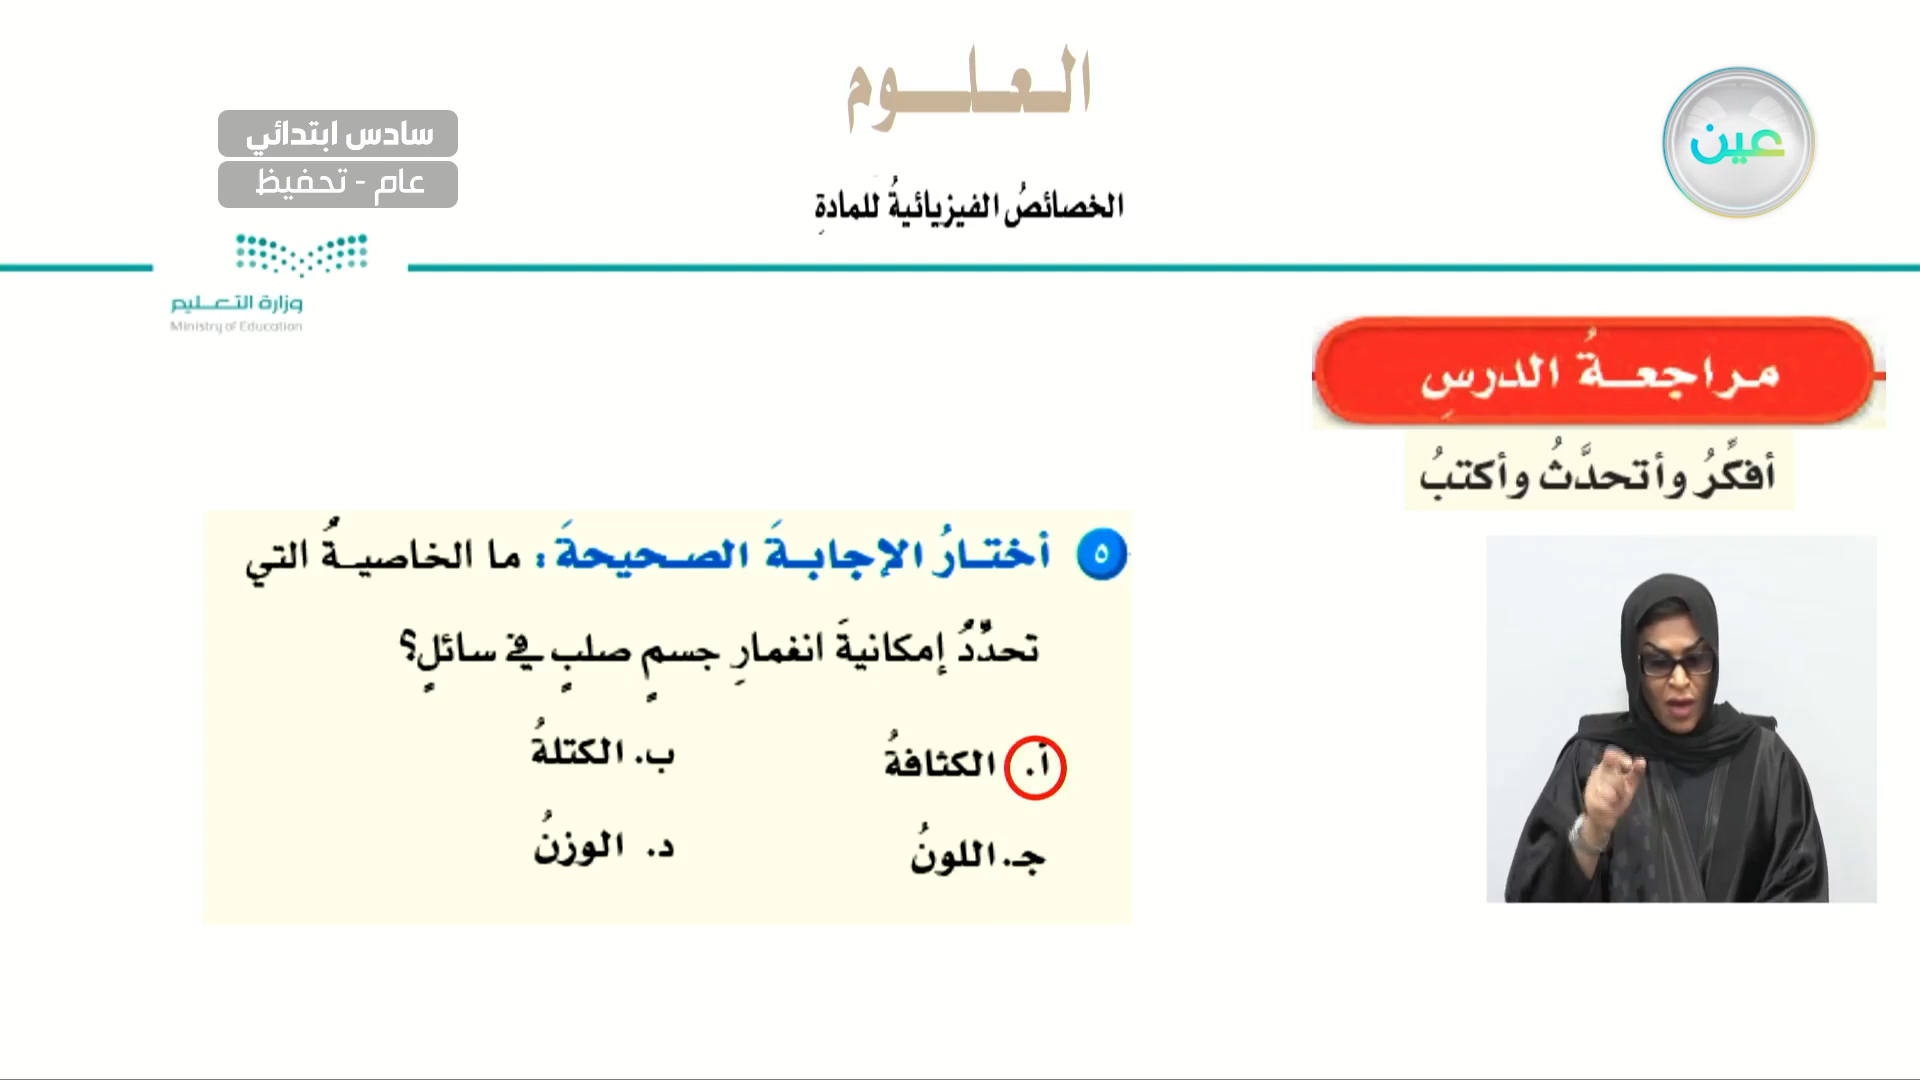 العلوم
عين
سادس ابتدائي
عام - تحفيظ
الخصائصُ الفيزيائيةُ للمادةِ
وزارة التعليم
Ministry of Education
مراجعةُ الدرسِ
أفكِّرُ وأتحدَّثُ وأكتبُ
٥ أختارُ الإجابةَ الصحيحةَ: ما الخاصيةُ التي
تحدِّدُ إمكانيةَ انغمارِ جسمٍ صلبٍ في سائلٍ؟
أ. الكثافةُ ب. الكتلةُ
جـ. اللونُ د. الوزنُ